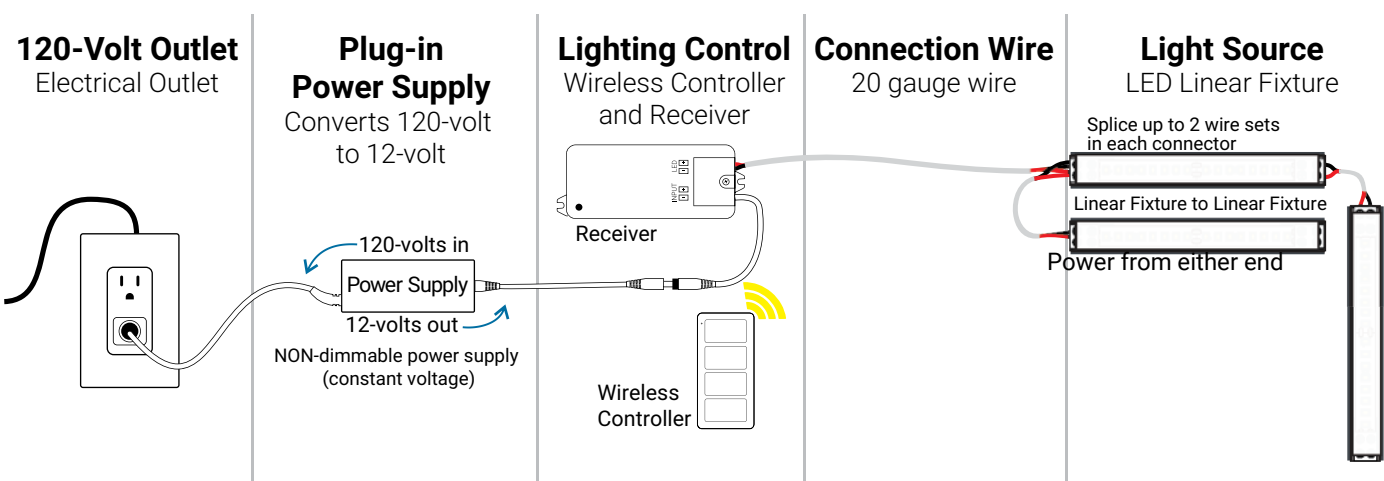 120-Volt Outlet
Electrical Outlet
Plug-in
Power Supply
Converts 120-volt
to 12-volt
Lighting Control
Wireless Controller
and Receiver
Connection Wire
20 gauge wire
Light Source
LED Linear Fixture
120-volts in
Power Supply
12-volts out
NON-dimmable power supply
(constant voltage)
LED
+
-
INPUT
+
-
Receiver
Wireless
Controller
Splice up to 2 wire sets
in each connector
Linear Fixture to Linear Fixture
Power from either end